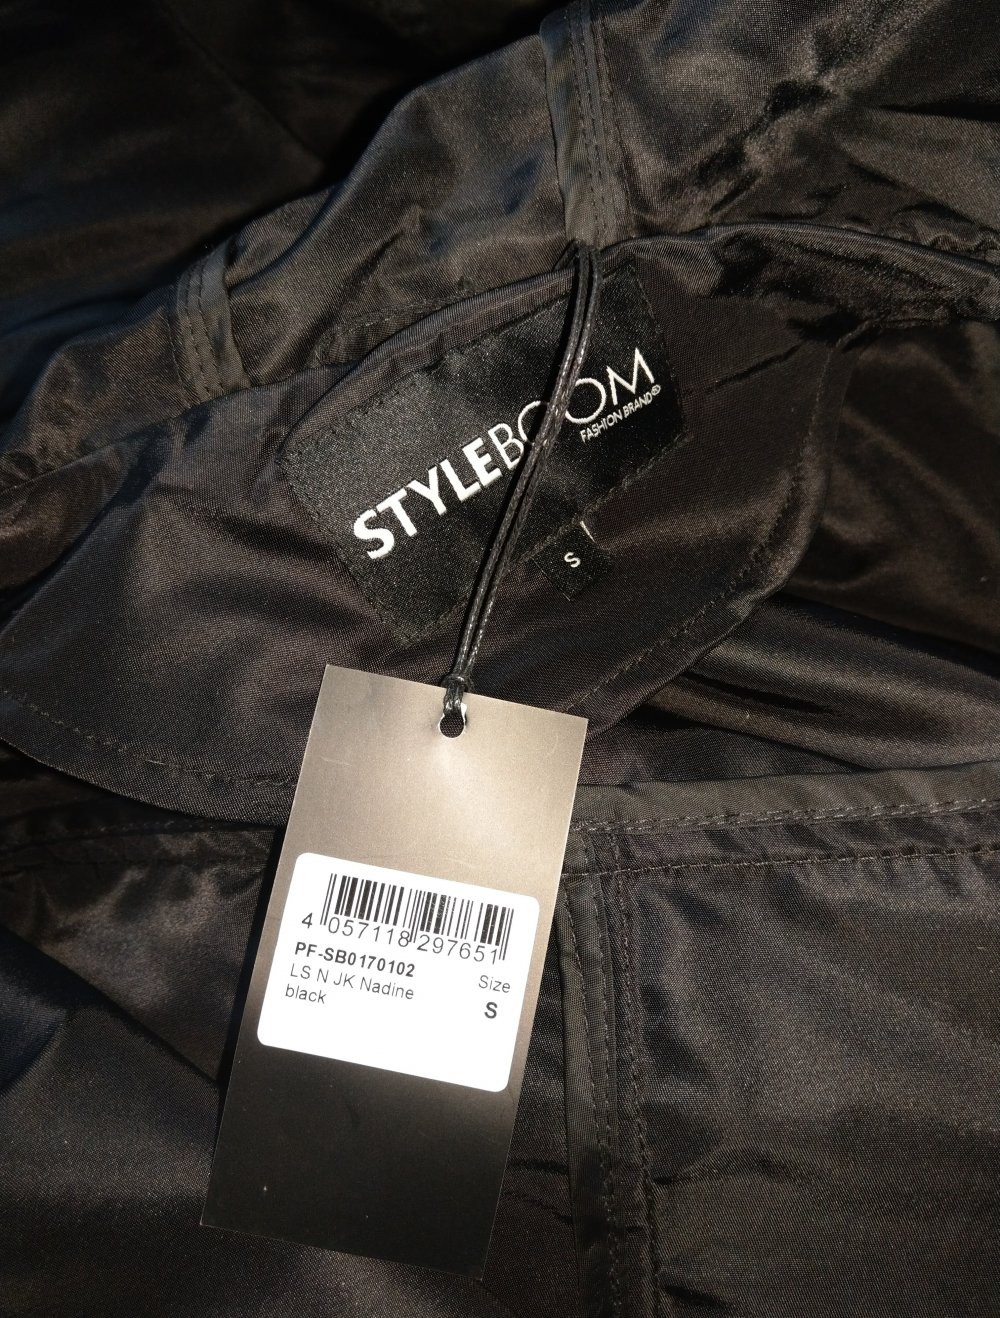 STYLEBOOM
FASHION BRAND®
S
4 057118 297651
PF-SB0170102
LS N JK Nadine
black
Size
S